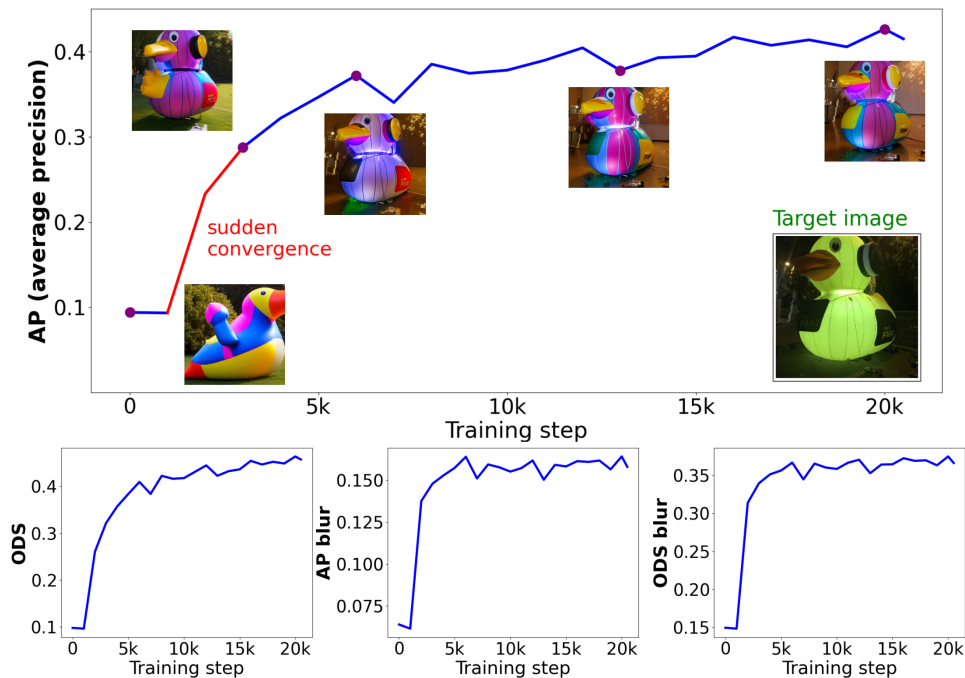 0.4
0.3
0.2
0.1
AP (average precision)
sudden
convergence
Target image
0
5k
10k
15k
20k
Training step
0.4
0.3
0.2
0.1
ODS
0
5k
10k
15k
20k
Training step
0.150
0.125
0.100
0.075
AP blur
0
5k
10k
15k
20k
Training step
0.35
0.30
0.25
0.20
0.15
ODS blur
0
5k
10k
15k
20k
Training step